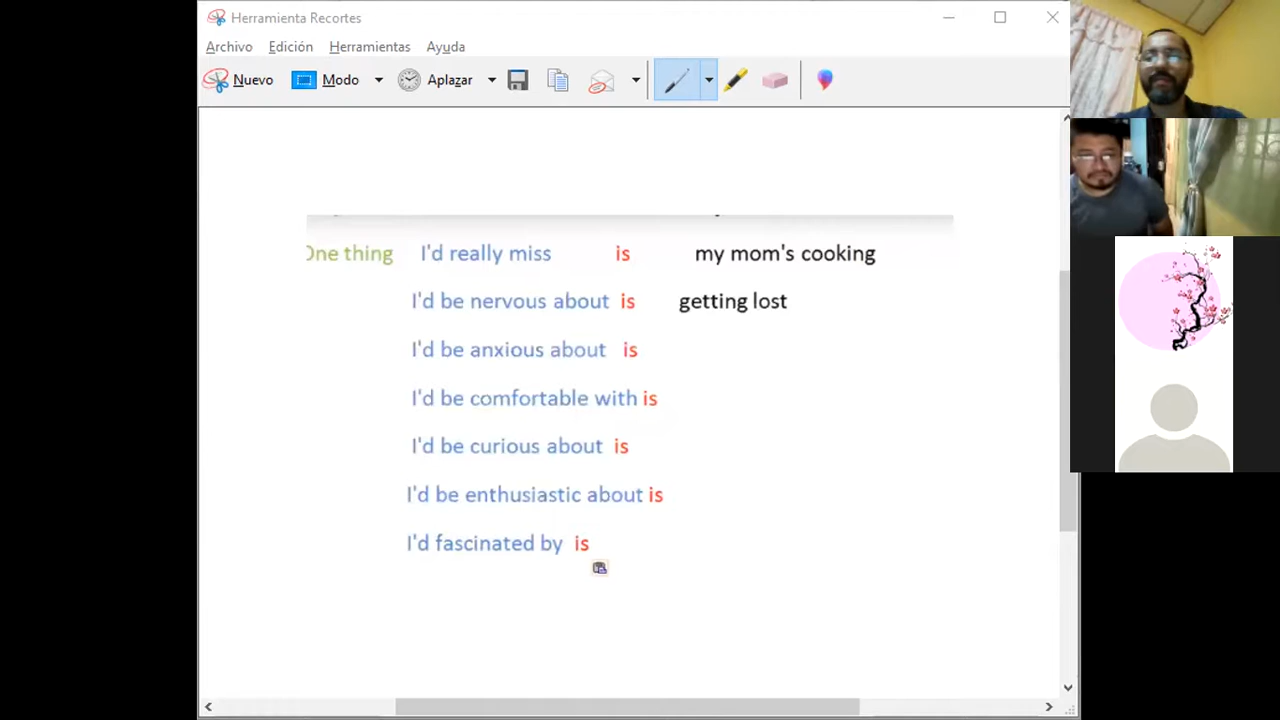 Herramienta Recortes
Archivo Edición Herramientas Ayuda
Nuevo Modo Aplazar
One thing I'd really miss is my mom's cooking
I'd be nervous about is getting lost
I'd be anxious about is
I'd be comfortable with is
I'd be curious about is
I'd be enthusiastic about is
I'd fascinated by is